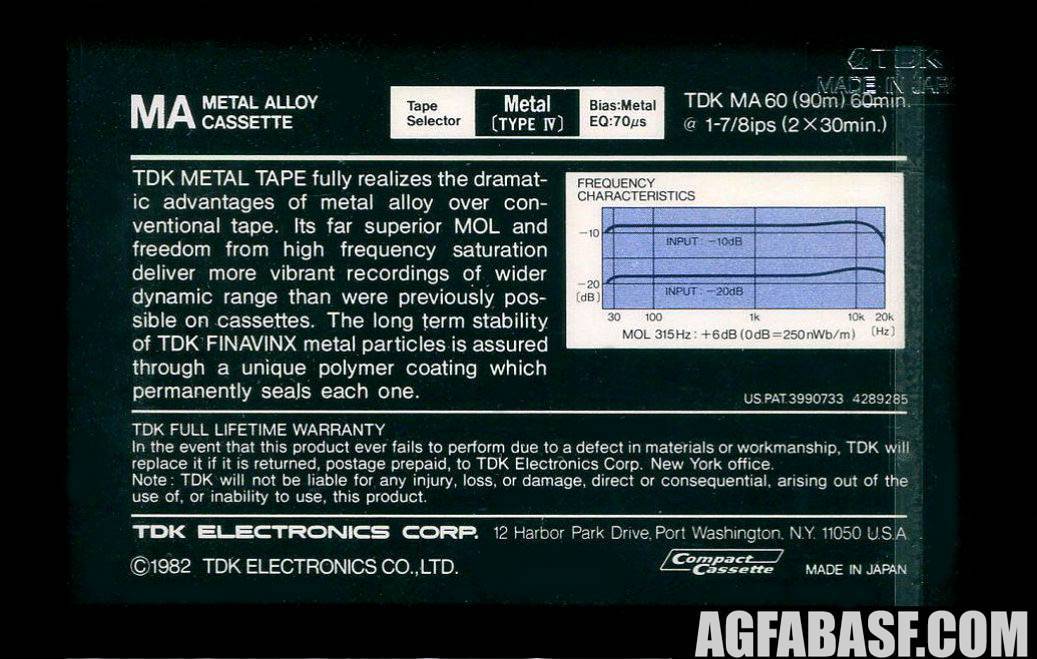 TDK
MADE IN JAPAN
MA METAL ALLOY
CASSETTE
Tape
Selector
Metal
(TYPE IV)
Bias:Metal
EQ:70μs
TDK MA60 (90m) 60min.
@ 1-7/8ips (2×30min.)
TDK METAL TAPE fully realizes the dramat-
ic advantages of metal alloy over con-
ventional tape. Its far superior MOL and
freedom from high frequency saturation
deliver more vibrant recordings of wider
dynamic range than were previously pos-
sible on cassettes. The long term stability
of TDK FINAVINX metal particles is assured
through a unique polymer coating which
permanently seals each one.
FREQUENCY
CHARACTERISTICS
-10
INPUT: -10dB
-20
(dB)
INPUT: -20dB
30 100 1k 10k 20k
(Hz)
MOL 315Hz: +6dB (0dB=250nWb/m)
US.PAT.3990733 4289285
TDK FULL LIFETIME WARRANTY
In the event that this product ever fails to perform due to a defect in materials or workmanship, TDK will
replace it if it is returned, postage prepaid, to TDK Electronics Corp. New York office.
Note: TDK will not be liable for any injury, loss, or damage, direct or consequential, arising out of the
use of, or inability to use, this product.
TDK ELECTRONICS CORP. 12 Harbor Park Drive, Port Washington, N.Y. 11050 U.S.A
©1982 TDK ELECTRONICS CO.,LTD.
Compact
Cassette
MADE IN JAPAN
AGFABASF.COM